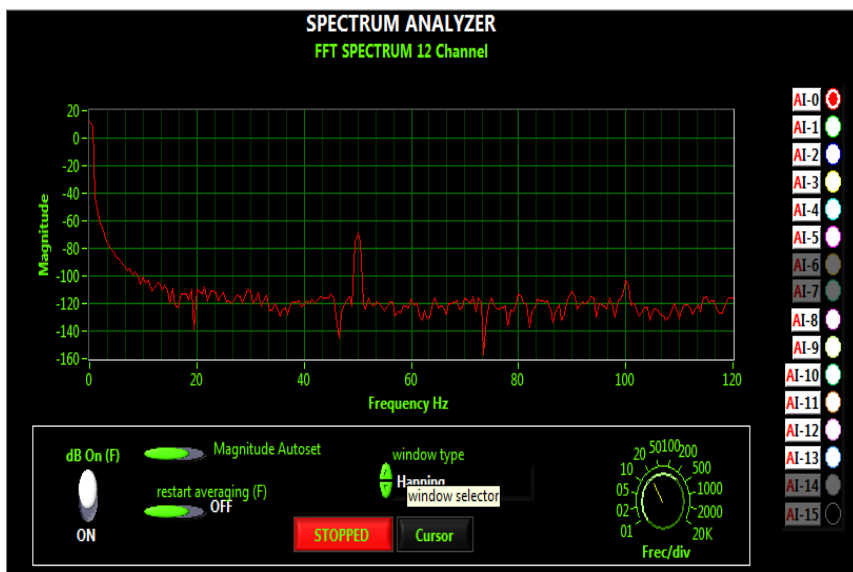 SPECTRUM ANALYZER
FFT SPECTRUM 12 Channel
Magnitude
20
0
-20
-40
-60
-80
-100
-120
-140
-160
0 20 40 60 80 100 120
Frequency Hz
AI-0
AI-1
AI-2
AI-3
AI-4
AI-5
AI-6
AI-7
AI-8
AI-9
AI-10
AI-11
AI-12
AI-13
AI-14
AI-15
dB On (F)
ON
Magnitude Autoset
restart averaging (F)
OFF
window type
Hanning
window selector
STOPPED
Cursor
01
02
05
10
20
50
100
200
500
1000
2000
20K
Frec/div